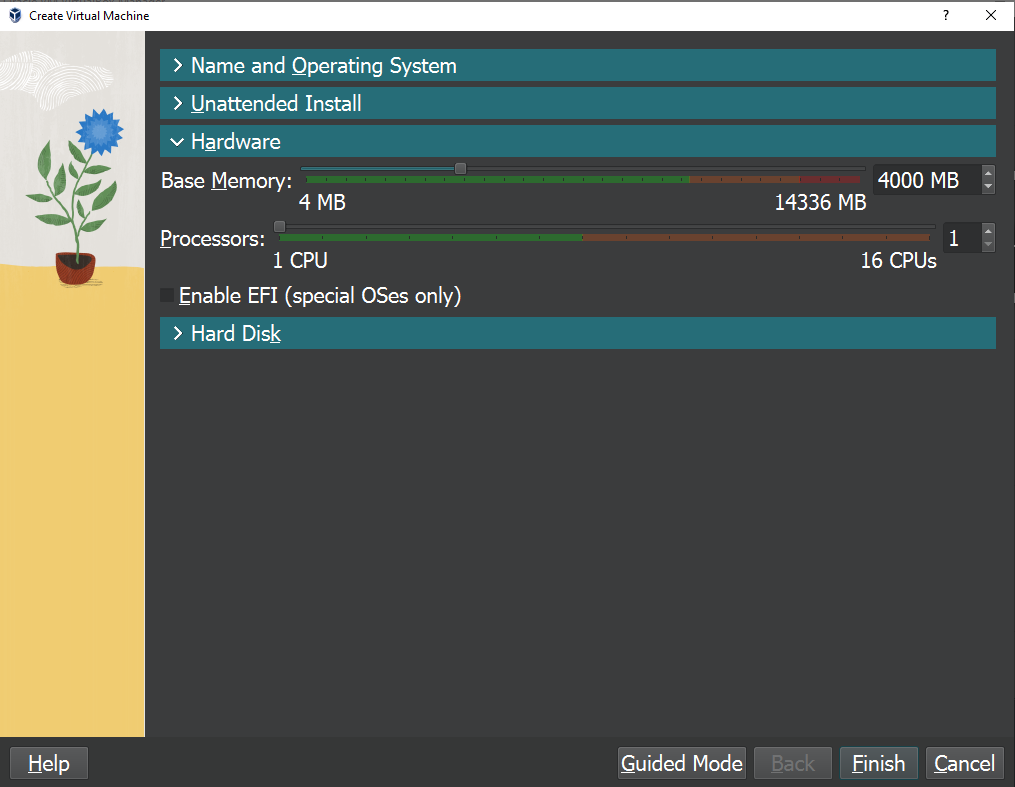 Create Virtual Machine ?
Name and Operating System
Unattended Install
Hardware
Base Memory: 4000 MB
4 MB 14336 MB
Processors: 1
1 CPU 16 CPUs
Enable EFI (special OSes only)
Hard Disk
Help Guided Mode Back Finish Cancel